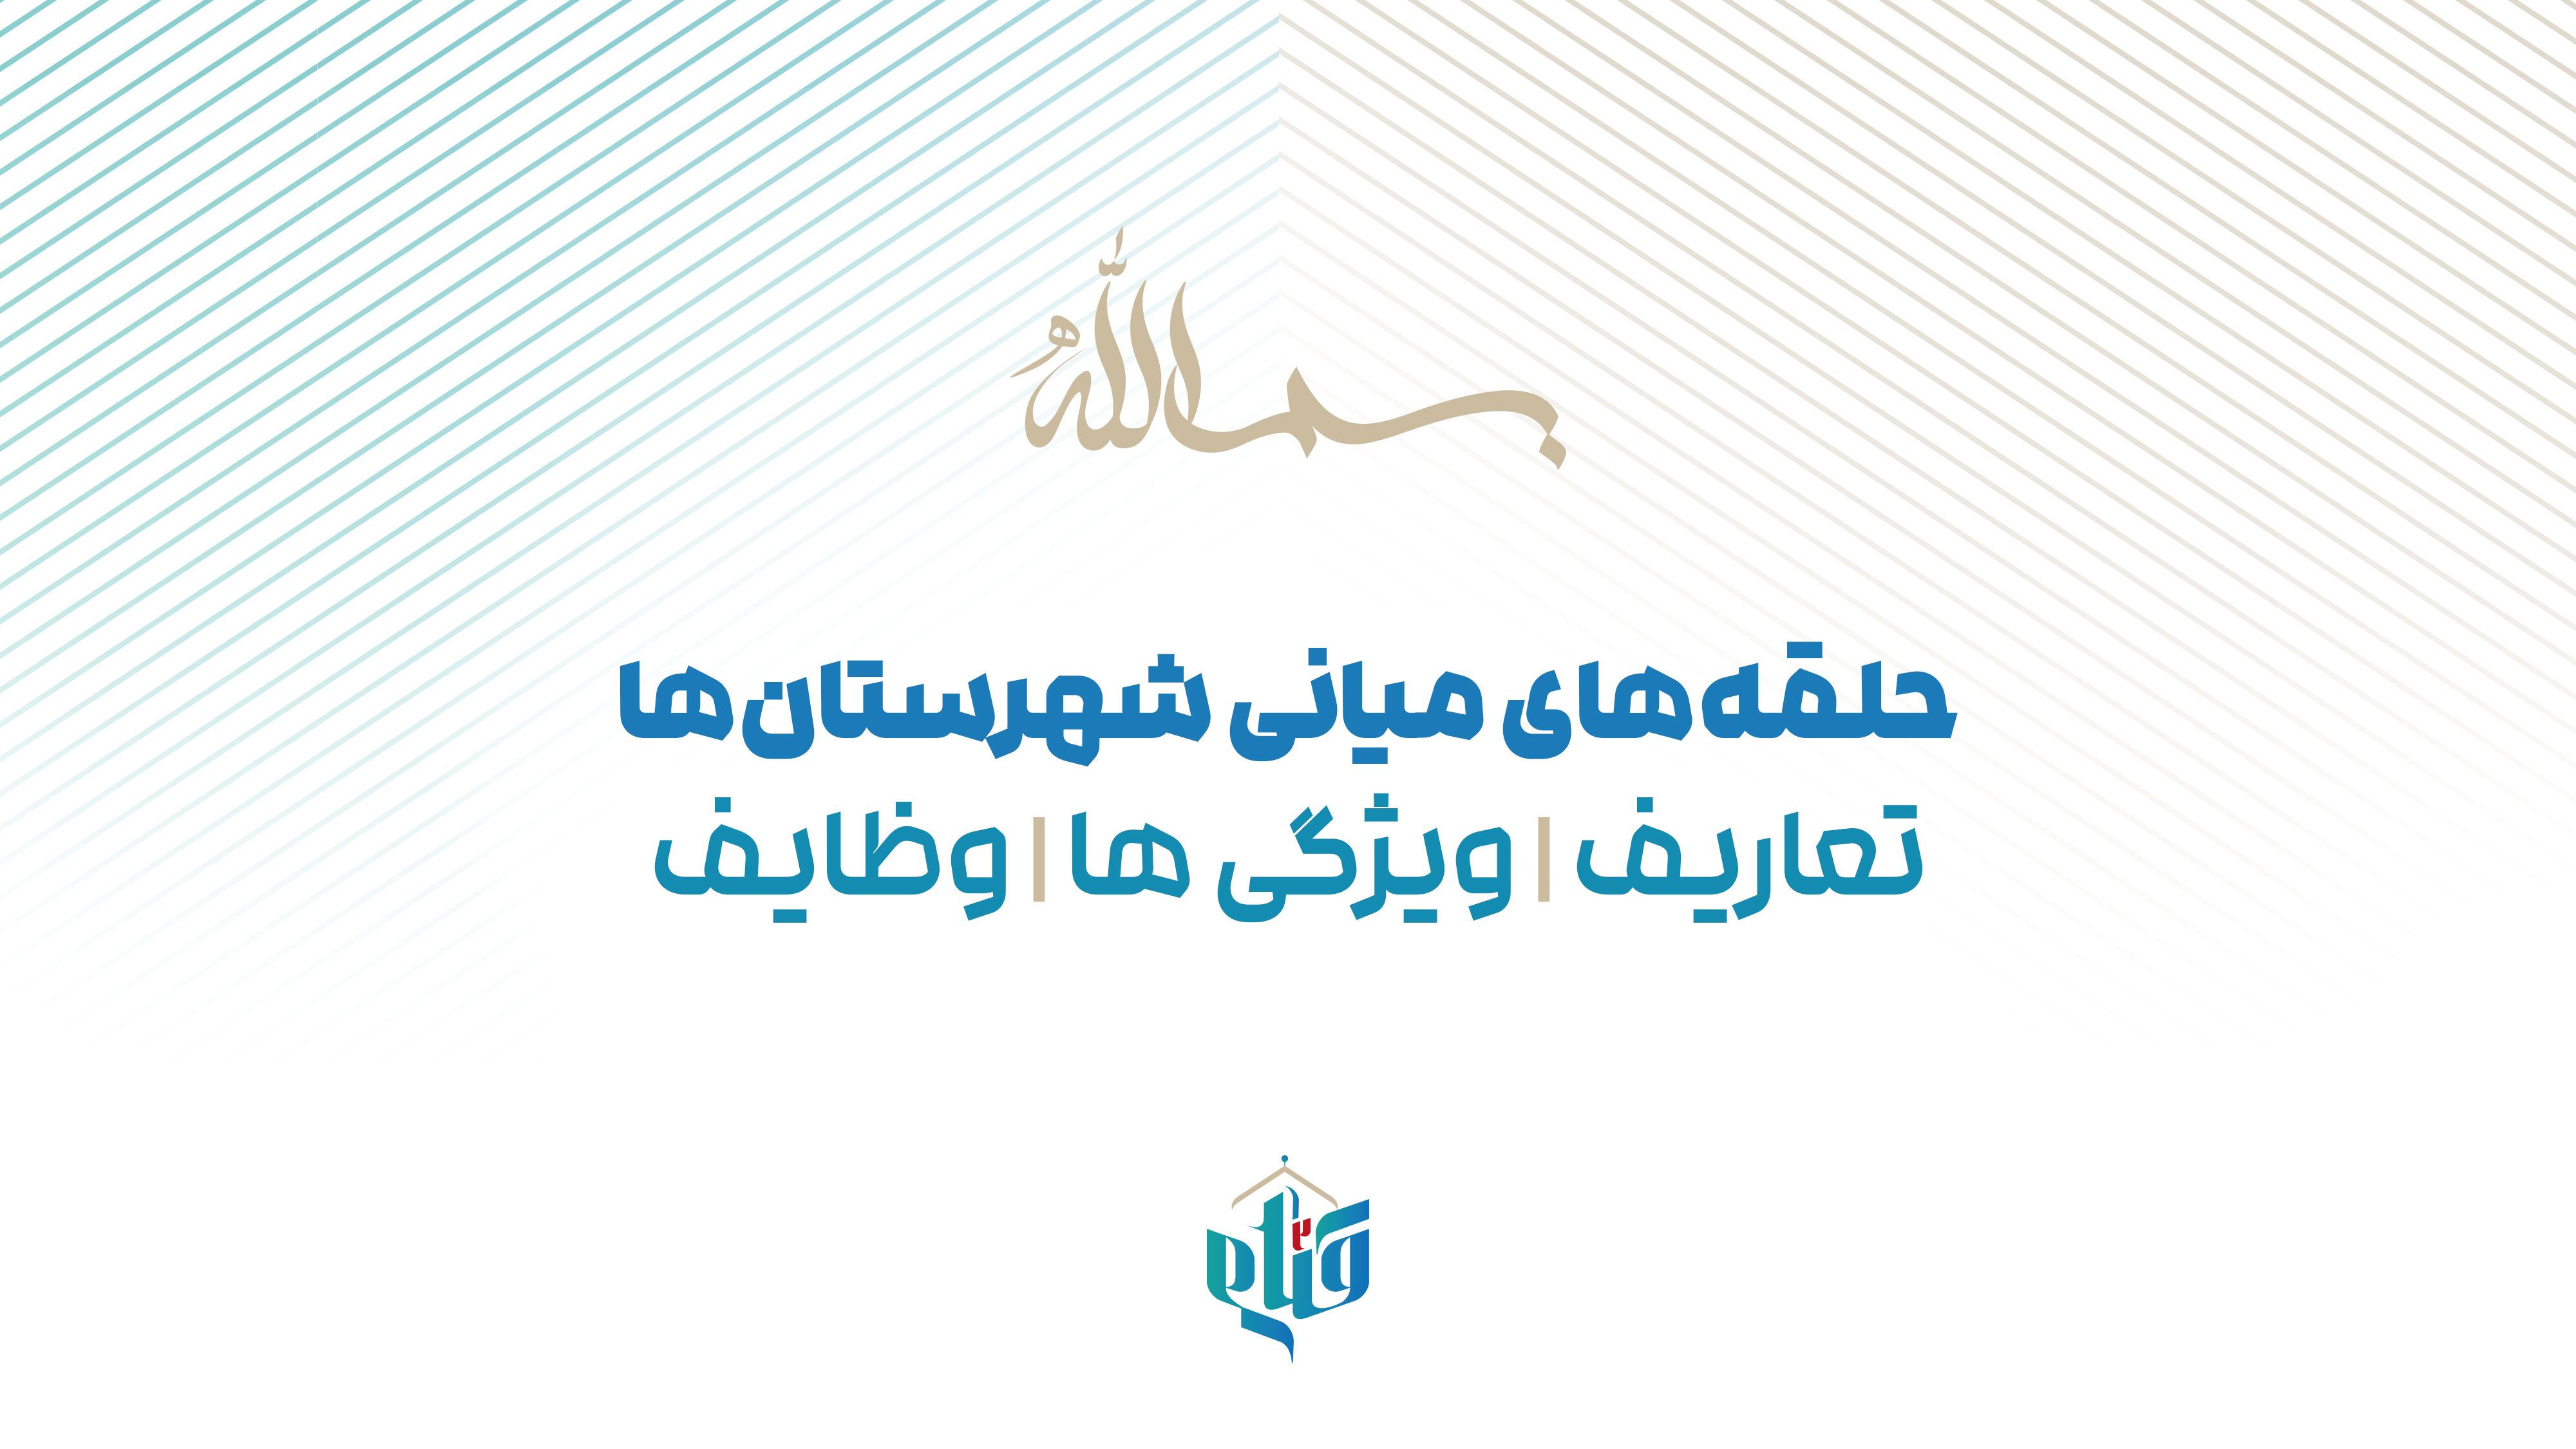 بسم الله
حلقه‌های میانی شهرستان‌ها
تعاریف | ویژگی ها | وظایف